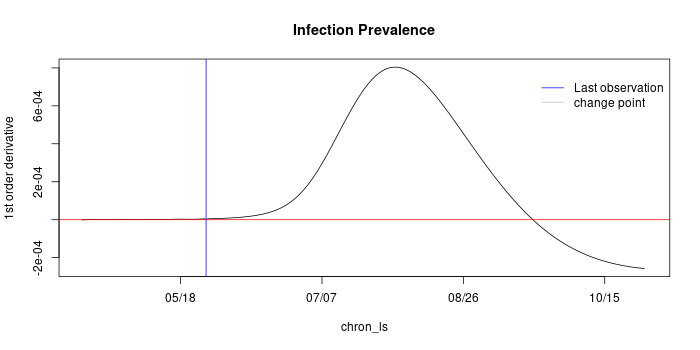 Infection Prevalence
1st order derivative
6e-04
2e-04
-2e-04
Last observation
change point
05/18
07/07
08/26
10/15
chron_ls